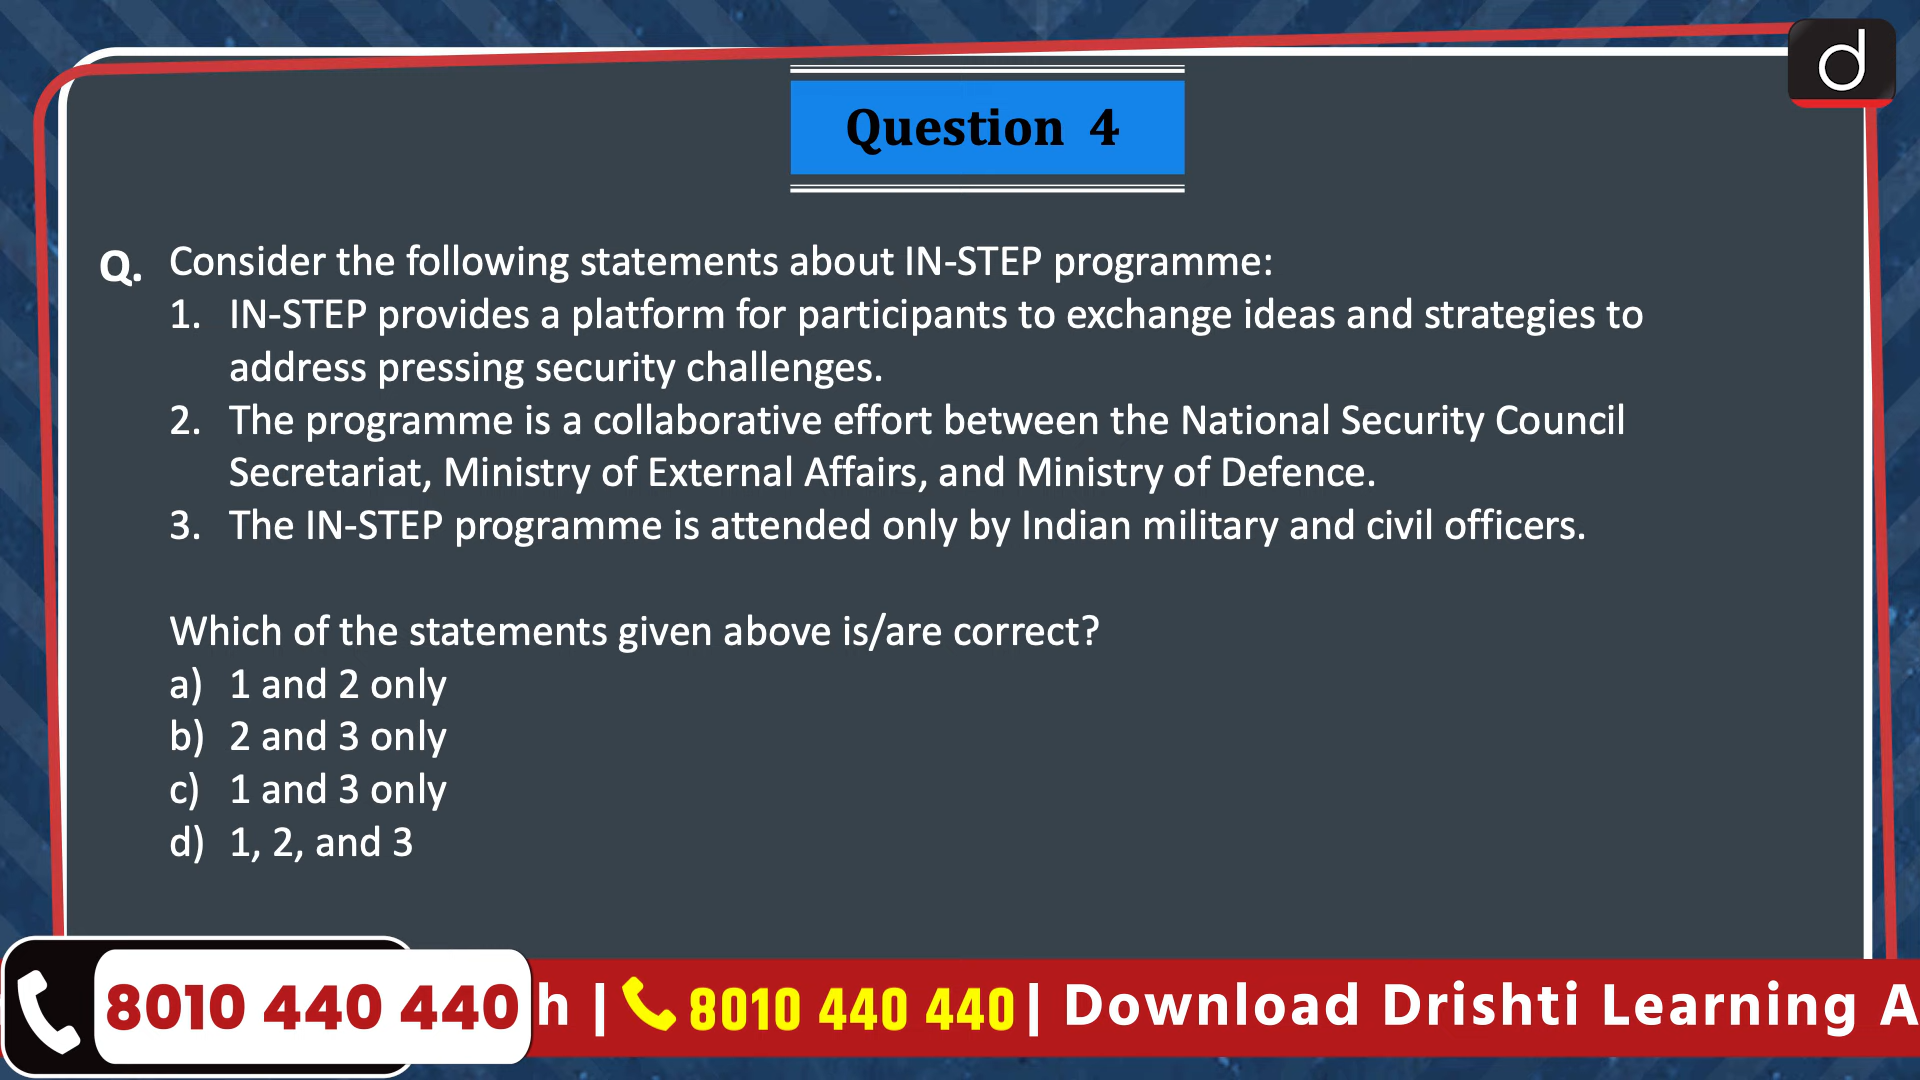 d
Question 4
Q. Consider the following statements about IN-STEP programme:
1. IN-STEP provides a platform for participants to exchange ideas and strategies to
address pressing security challenges.
2. The programme is a collaborative effort between the National Security Council
Secretariat, Ministry of External Affairs, and Ministry of Defence.
3. The IN-STEP programme is attended only by Indian military and civil officers.
Which of the statements given above is/are correct?
a) 1 and 2 only
b) 2 and 3 only
c) 1 and 3 only
d) 1, 2, and 3
8010 440 440
h | 8010 440 440 | Download Drishti Learning A